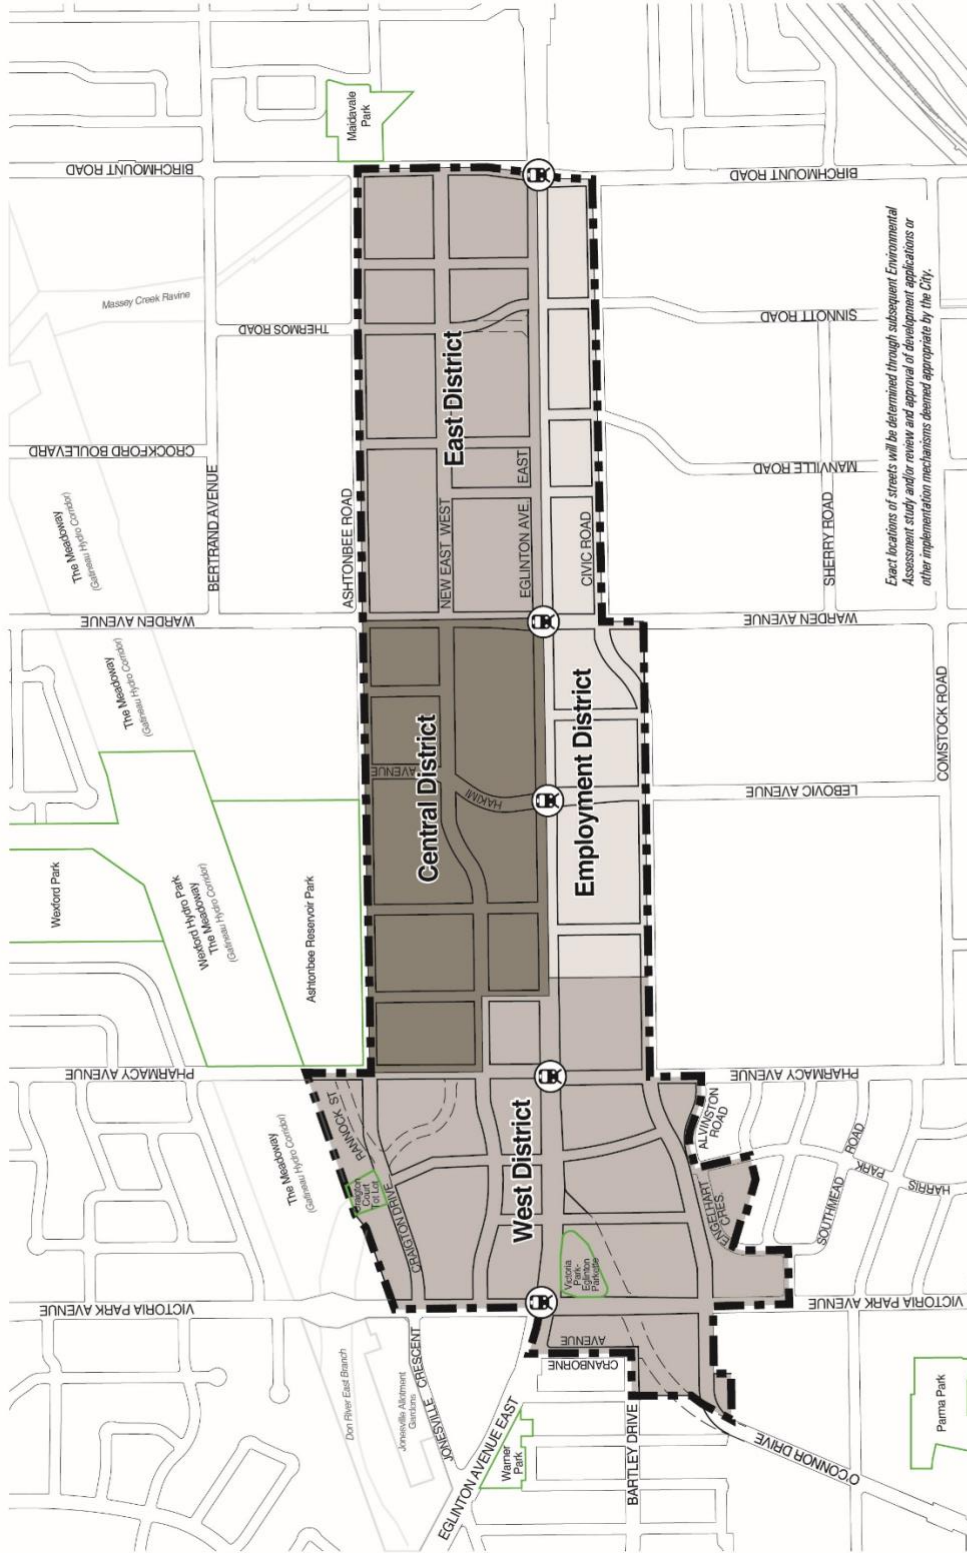 Maidavale
Park
BIRCHMOUNT ROAD
BIRCHMOUNT ROAD
Massey Creek Ravine
THERMOS ROAD
SINNOTT ROAD
East District
CROCKFORD BOULEVARD
MANVILLE ROAD
The Meadoway
(Gatineau Hydro Corridor)
BERTRAND AVENUE
ASHTONBEE ROAD
NEW EAST WEST
EGLINTON AVE.
EAST
CIVIC ROAD
SHERRY ROAD
Exact locations of streets will be determined through subsequent Environmental
Assessment study and/or review and approval of development applications or
other implementation mechanisms deemed appropriate by the City.
WARDEN AVENUE
WARDEN AVENUE
The Meadoway
(Gatineau Hydro Corridor)
Central District
Employment District
COMSTOCK ROAD
AVENUE
HAKIMI
LEBOVIC AVENUE
Wexford Park
Wexford Hydro Park
The Meadoway
(Gatineau Hydro Corridor)
Ashtonbee Reservoir Park
PHARMACY AVENUE
PHARMACY AVENUE
The Meadoway
(Gatineau Hydro Corridor)
RANNOCK ST
Craigton
Court
Tot Lot
CRAIGTON DRIVE
West District
ALVINSTON
ROAD
ENGELHART
CRES.
SOUTHMEAD
ROAD
HARRIS
PARK
Victoria
Park-
Eglinton
Parkette
VICTORIA PARK AVENUE
VICTORIA PARK AVENUE
Don River East Branch
Jonesville Allotment
Gardens
JONESVILLE CRESCENT
CRANBORNE
AVENUE
EGLINTON AVENUE EAST
Warner
Park
BARTLEY DRIVE
O'CONNOR DRIVE
Parma Park